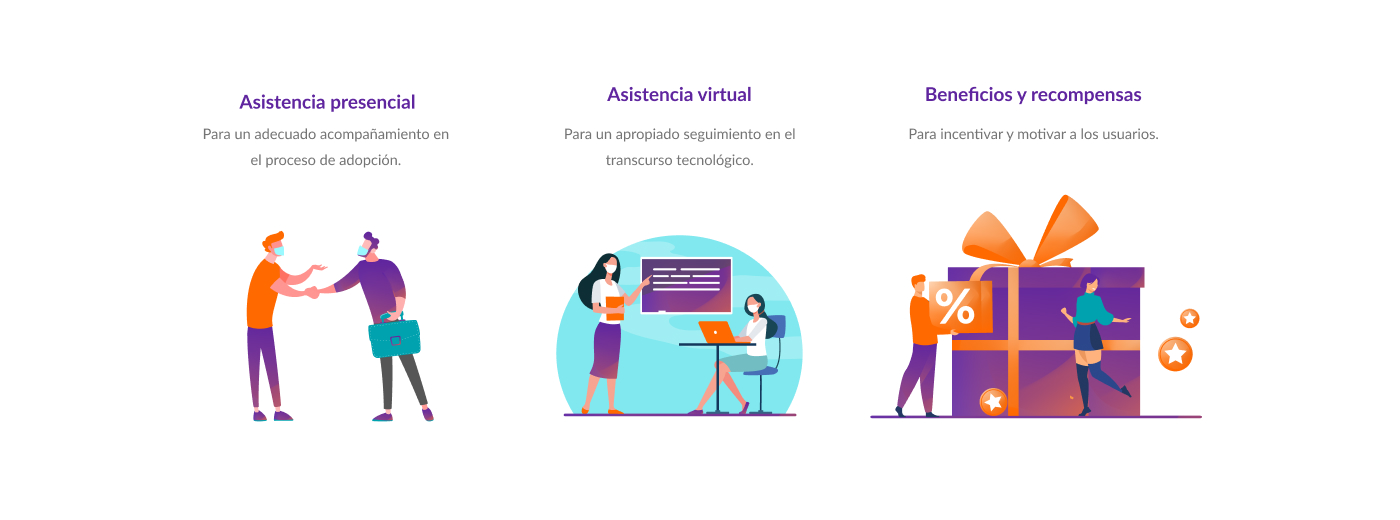 Asistencia presencial
Para un adecuado acompañamiento en
el proceso de adopción.
Asistencia virtual
Para un apropiado seguimiento en el
transcurso tecnológico.
Beneficios y recompensas
Para incentivar y motivar a los usuarios.
%